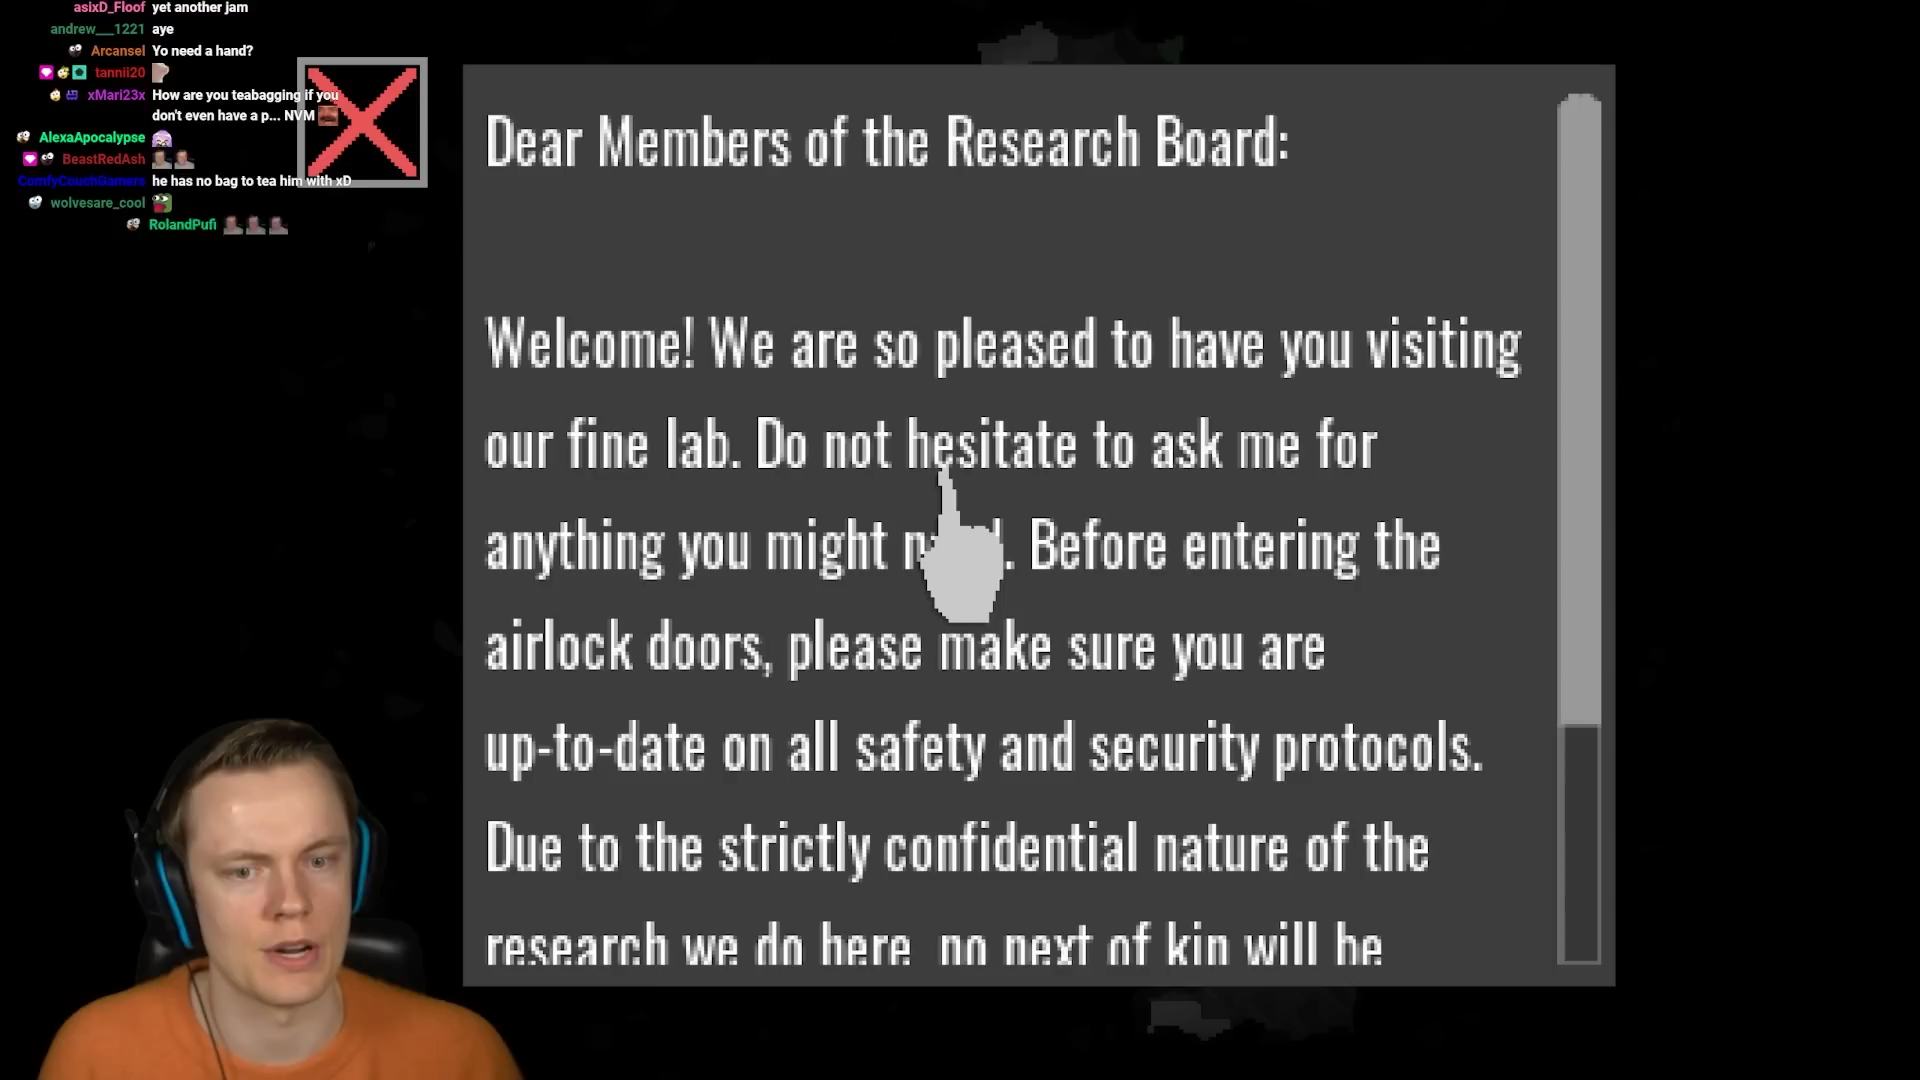 asixD_Floof yet another jam
andrew___1221 aye
Arcansel Yo need a hand?
tannii20
xMari23x How are you teabagging if you
don't even have a p... NVM
AlexaApocalypse
BeastRedAsh
ComfyCouchGamers he has no bag to tea him with xD
wolvesare_cool
RolandPufi
Dear Members of the Research Board:
Welcome! We are so pleased to have you visiting
our fine lab. Do not hesitate to ask me for
anything you might . Before entering the
airlock doors, please make sure you are
up-to-date on all safety and security protocols.
Due to the strictly confidential nature of the
research we do here, no next of kin will be